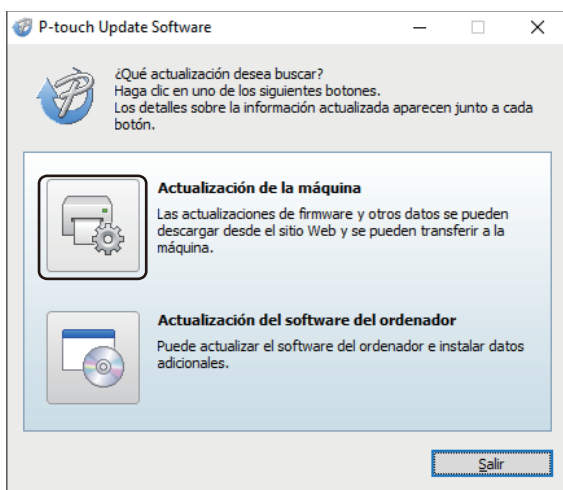 P-touch Update Software
¿Qué actualización desea buscar?
Haga clic en uno de los siguientes botones.
Los detalles sobre la información actualizada aparecen junto a cada
botón.
Actualización de la máquina
Las actualizaciones de firmware y otros datos se pueden
descargar desde el sitio Web y se pueden transferir a la
máquina.
Actualización del software del ordenador
Puede actualizar el software del ordenador e instalar datos
adicionales.
Salir